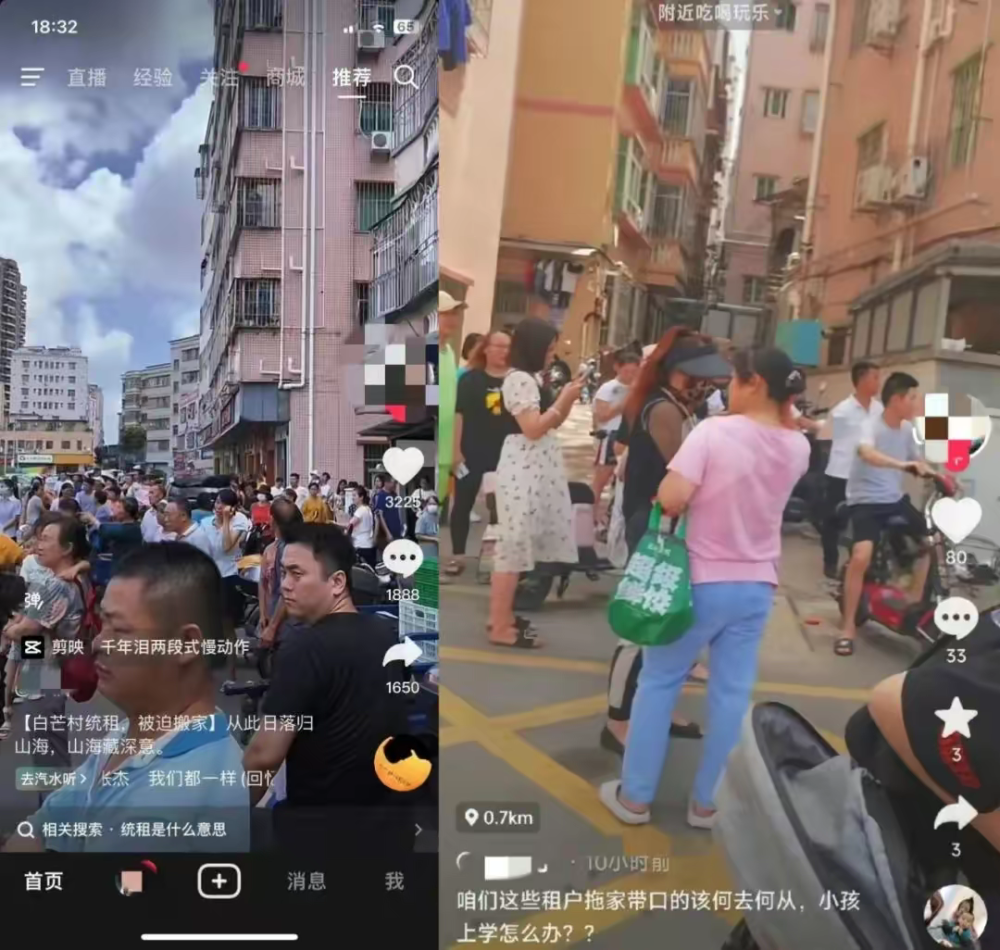 18:32
65
直播 经验 关注 商城 推荐
3225
1888
剪映 千年泪两段式慢动作
1650
【白芒村统租，被迫搬家】从此日落归
山海，山海藏深意。
去汽水听> 张杰 我们都一样(回忆
相关搜索 · 统租是什么意思
首页 消息 我
附近吃喝玩乐
80
33
3
3
0.7km
· 10小时前
咱们这些租户拖家带口的该何去何从，小孩
上学怎么办？？